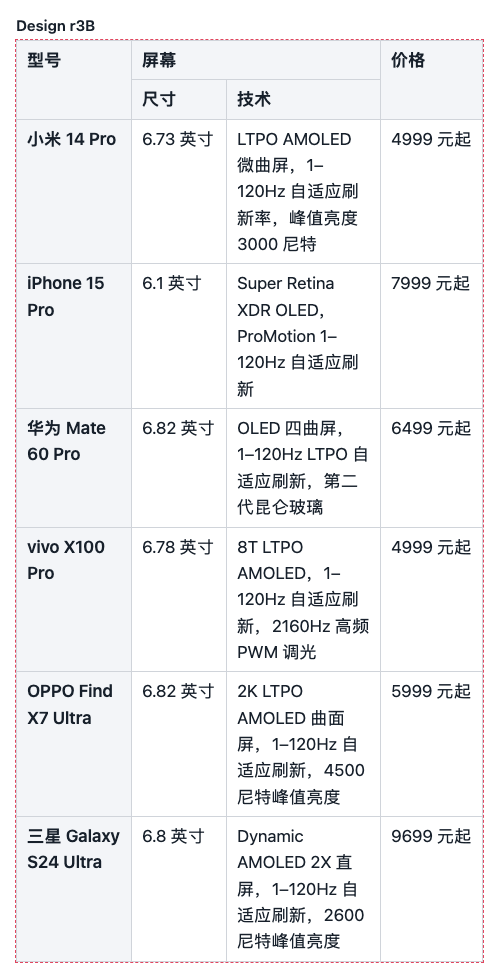 Design r3B
型号
屏幕
价格
尺寸
技术
小米 14 Pro
6.73 英寸
LTPO AMOLED
微曲屏，1–
120Hz 自适应刷
新率，峰值亮度
3000 尼特
4999 元起
iPhone 15
Pro
6.1 英寸
Super Retina
XDR OLED，
ProMotion 1–
120Hz 自适应刷
新
7999 元起
华为 Mate
60 Pro
6.82 英寸
OLED 四曲屏，
1–120Hz LTPO 自
适应刷新，第二
代昆仑玻璃
6499 元起
vivo X100
Pro
6.78 英寸
8T LTPO
AMOLED，1–
120Hz 自适应刷
新，2160Hz 高频
PWM 调光
4999 元起
OPPO Find
X7 Ultra
6.82 英寸
2K LTPO
AMOLED 曲面
屏，1–120Hz 自
适应刷新，4500
尼特峰值亮度
5999 元起
三星 Galaxy
S24 Ultra
6.8 英寸
Dynamic
AMOLED 2X 直
屏，1–120Hz 自
适应刷新，2600
尼特峰值亮度
9699 元起